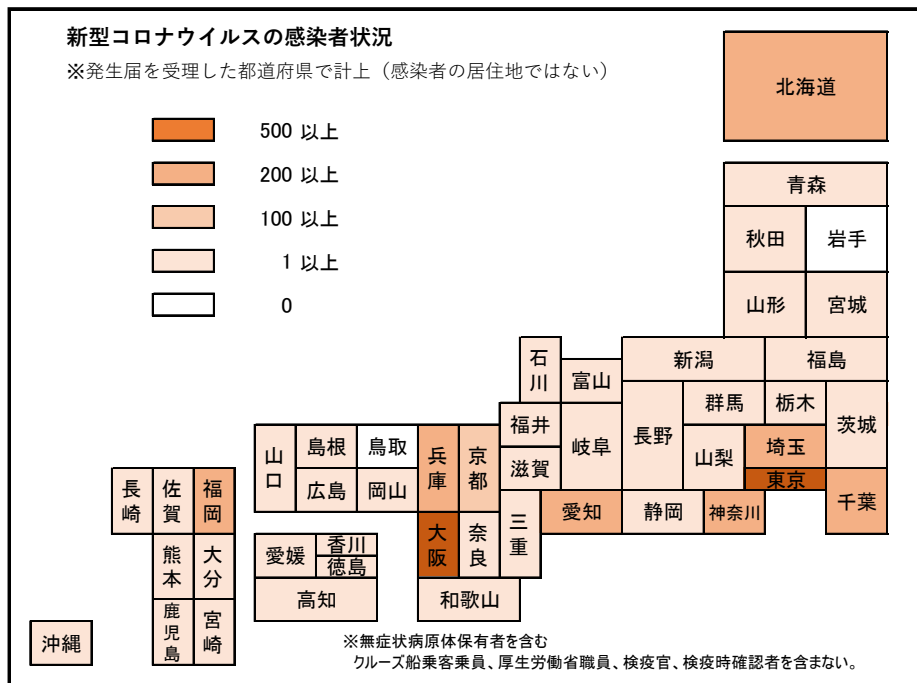 新型コロナウイルスの感染者状況
※発生届を受理した都道府県で計上（感染者の居住地ではない）
500 以上
200 以上
100 以上
1 以上
0
北海道
青森
秋田
岩手
山形
宮城
石川
新潟
福島
富山
群馬
栃木
茨城
福井
岐阜
長野
山梨
埼玉
滋賀
東京
千葉
山口
島根
鳥取
兵庫
京都
広島
岡山
長崎
佐賀
福岡
三重
愛知
静岡
神奈川
大阪
奈良
熊本
大分
愛媛
香川
徳島
高知
和歌山
鹿児島
宮崎
沖縄
※無症状病原体保有者を含む
クルーズ船乗客乗員、厚生労働省職員、検疫官、検疫時確認者を含まない。